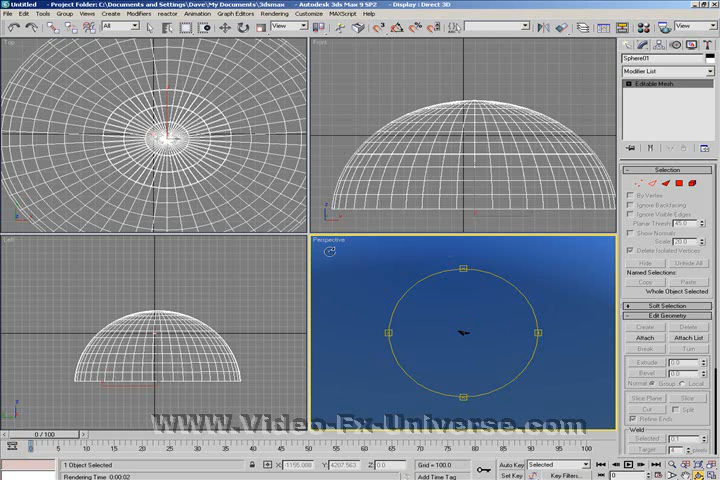 Untitled - Project Folder: C:\Documents and Settings\Dave\My Documents\3dsmax - Autodesk 3ds Max 9 SP2 - Display : Direct 3D
File Edit Tools Group Views Create Modifiers reactor Animation Graph Editors Rendering Customize MAXScript Help
View
View
Top
Front
Left
Perspective
Sphere01
Modifier List
Editable Mesh
Selection
By Vertex
Ignore Backfacing
Ignore Visible Edges
Planar Thresh: 45.0
Show Normals
Scale: 20.0
Delete Isolated Vertices
Hide Unhide All
Named Selections:
Copy Paste
Whole Object Selected
Soft Selection
Edit Geometry
Create Delete
Attach Attach List
Break Turn
Extrude 0.0
Bevel 0.0
Normal: Group Local
Slice Plane Slice
Cut Split
Refine Ends
Weld
Selected 0.1
Target 4
www.Video-Fx-Universe.com
0 / 100
0 5 10 15 20 25 30 35 40 45 50 55 60 65 70 75 80 85 90 95 100
1 Object Selected
X: -1155.088 Y: 4207.563 Z: 0.0
Grid = 100.0
Auto Key Selected
Rendering Time 0:00:02
Add Time Tag
Set Key Key Filters...
0